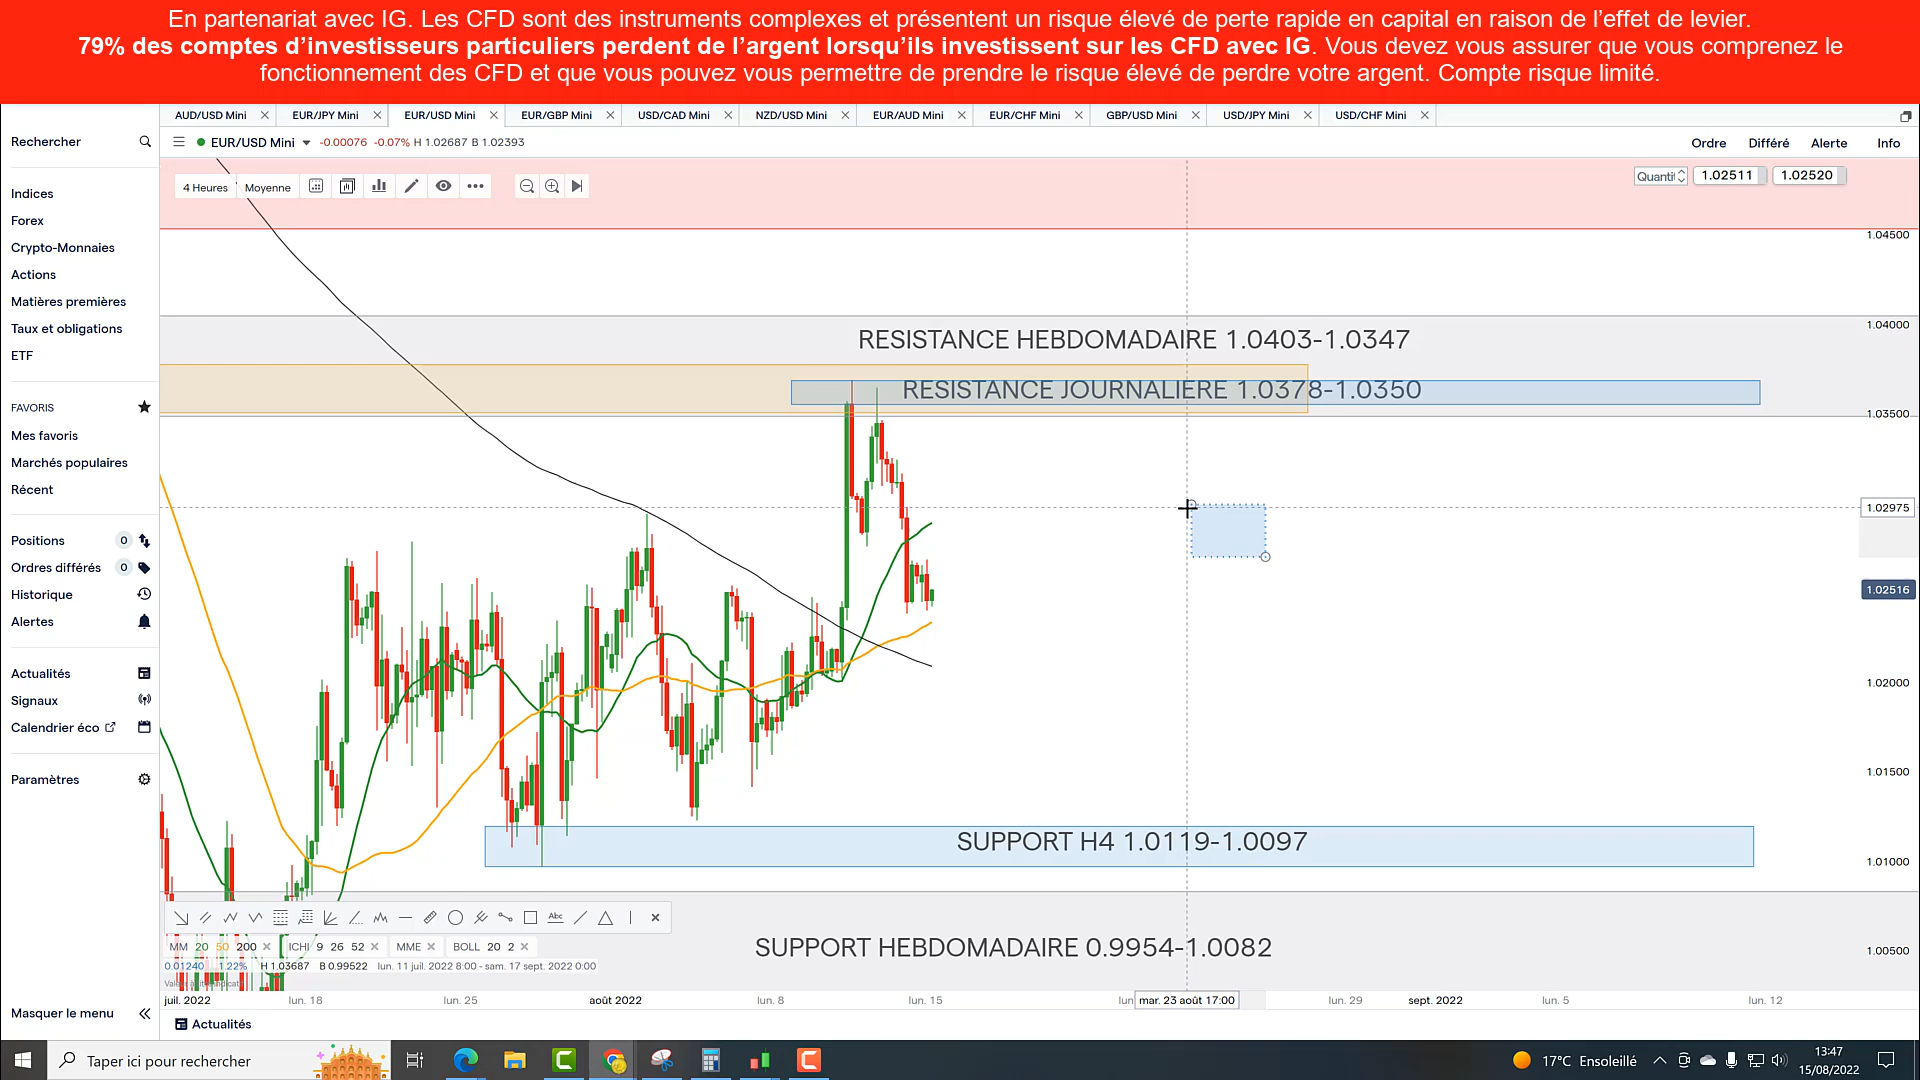 En partenariat avec IG. Les CFD sont des instruments complexes et présentent un risque élevé de perte rapide en capital en raison de l'effet de levier.
79% des comptes d'investisseurs particuliers perdent de l'argent lorsqu'ils investissent sur les CFD avec IG. Vous devez vous assurer que vous comprenez le
fonctionnement des CFD et que vous pouvez vous permettre de prendre le risque élevé de perdre votre argent. Compte risque limité.
AUD/USD Mini EUR/JPY Mini EUR/USD Mini EUR/GBP Mini USD/CAD Mini NZD/USD Mini EUR/AUD Mini EUR/CHF Mini GBP/USD Mini USD/JPY Mini USD/CHF Mini
Rechercher
EUR/USD Mini -0.00076 -0.07% H 1.02687 B 1.02393
Ordre Différé Alerte Info
4 Heures Moyenne
Quanti 1.02511 1.02520
Indices
Forex
Crypto-Monnaies
Actions
Matières premières
Taux et obligations
ETF
FAVORIS
Mes favoris
Marchés populaires
Récent
Positions 0
Ordres différés 0
Historique
Alertes
Actualités
Signaux
Calendrier éco
Paramètres
Masquer le menu
RESISTANCE HEBDOMADAIRE 1.0403-1.0347
RESISTANCE JOURNALIERE 1.0378-1.0350
SUPPORT H4 1.0119-1.0097
SUPPORT HEBDOMADAIRE 0.9954-1.0082
1.04500
1.04000
1.03500
1.02975
1.02516
1.02000
1.01500
1.01000
1.00500
Abc
MM 20 50 200 ICHI 9 26 52 MME BOLL 20 2
0.01240 1.22% H 1.03687 B 0.99522 lun. 11 juil. 2022 8:00 - sam. 17 sept. 2022 0:00
juil. 2022 lun. 18 lun. 25 août 2022 lun. 8 lun. 15 lun mar. 23 août 17:00 lun. 29 sept. 2022 lun. 5 lun. 12
Actualités
Taper ici pour rechercher
17°C Ensoleillé
13:47
15/08/2022